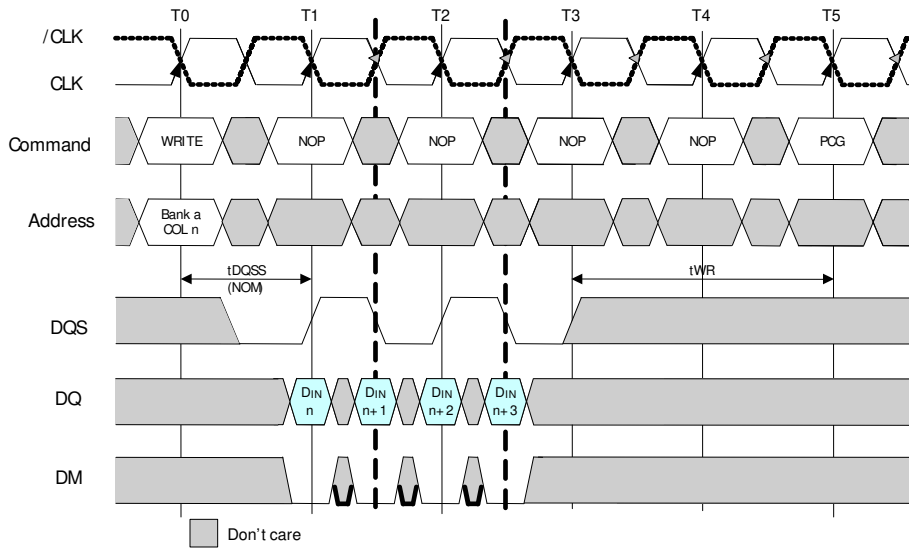 T0 T1 T2 T3 T4 T5
/CLK
CLK
Command WRITE NOP NOP NOP NOP PCG
Address Bank a
COL n
tDQSS
(NOM)
tWR
DQS
DQ DIN
n DIN
n+1 DIN
n+2 DIN
n+3
DM
Don't care